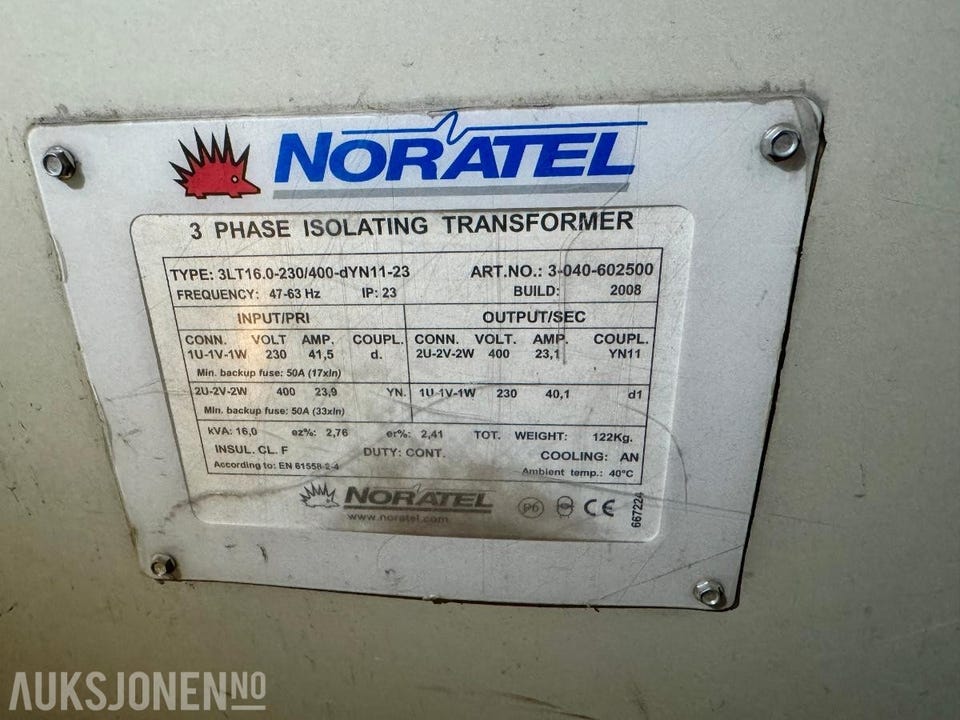 NORATEL
3 PHASE ISOLATING TRANSFORMER
TYPE: 3LT16.0-230/400-dYN11-23 ART.NO.: 3-040-602500
FREQUENCY: 47-63 Hz IP: 23 BUILD: 2008
INPUT/PRI OUTPUT/SEC
CONN. VOLT AMP. COUPL. CONN. VOLT. AMP. COUPL.
1U-1V-1W 230 41,5 d. 2U-2V-2W 400 23,1 YN11
Min. backup fuse: 50A (17xIn)
2U-2V-2W 400 23,9 YN. 1U-1V-1W 230 40,1 d1
Min. backup fuse: 50A (33xIn)
kVA: 16,0 ez%: 2,76 er%: 2,41 TOT. WEIGHT: 122Kg.
INSUL. CL. F DUTY: CONT. COOLING: AN
According to: EN 61558-2-4 Ambient temp.: 40°C
NORATEL
www.noratel.com
CE
667224
AUKSJONEN.NO